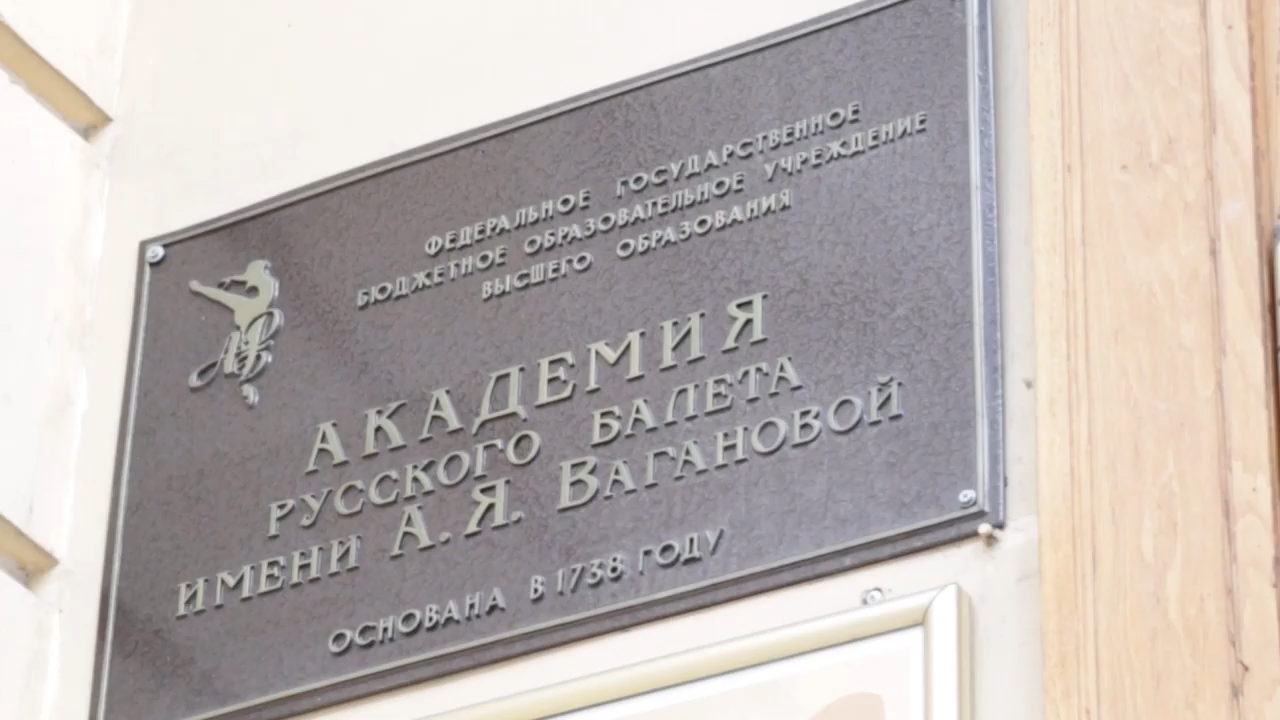 ФЕДЕРАЛЬНОЕ ГОСУДАРСТВЕННОЕ
БЮДЖЕТНОЕ ОБРАЗОВАТЕЛЬНОЕ УЧРЕЖДЕНИЕ
ВЫСШЕГО ОБРАЗОВАНИЯ
АКАДЕМИЯ
РУССКОГО БАЛЕТА
ИМЕНИ А.Я. ВАГАНОВОЙ
ОСНОВАНА В 1738 ГОДУ